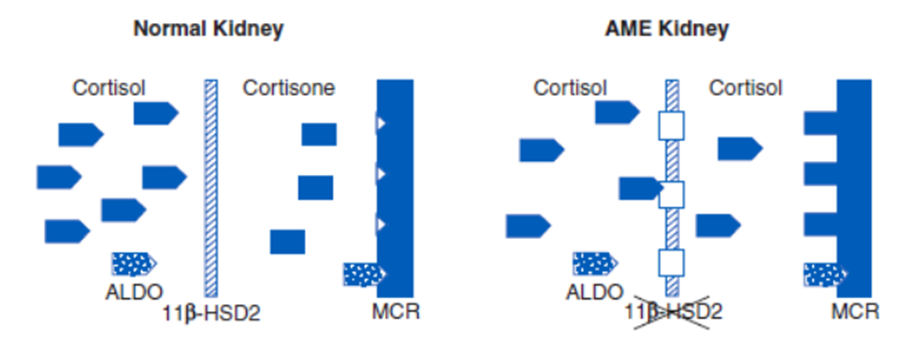 Normal Kidney
AME Kidney
Cortisol
Cortisone
Cortisol
Cortisol
ALDO
11β-HSD2
MCR
ALDO
11β-HSD2
MCR